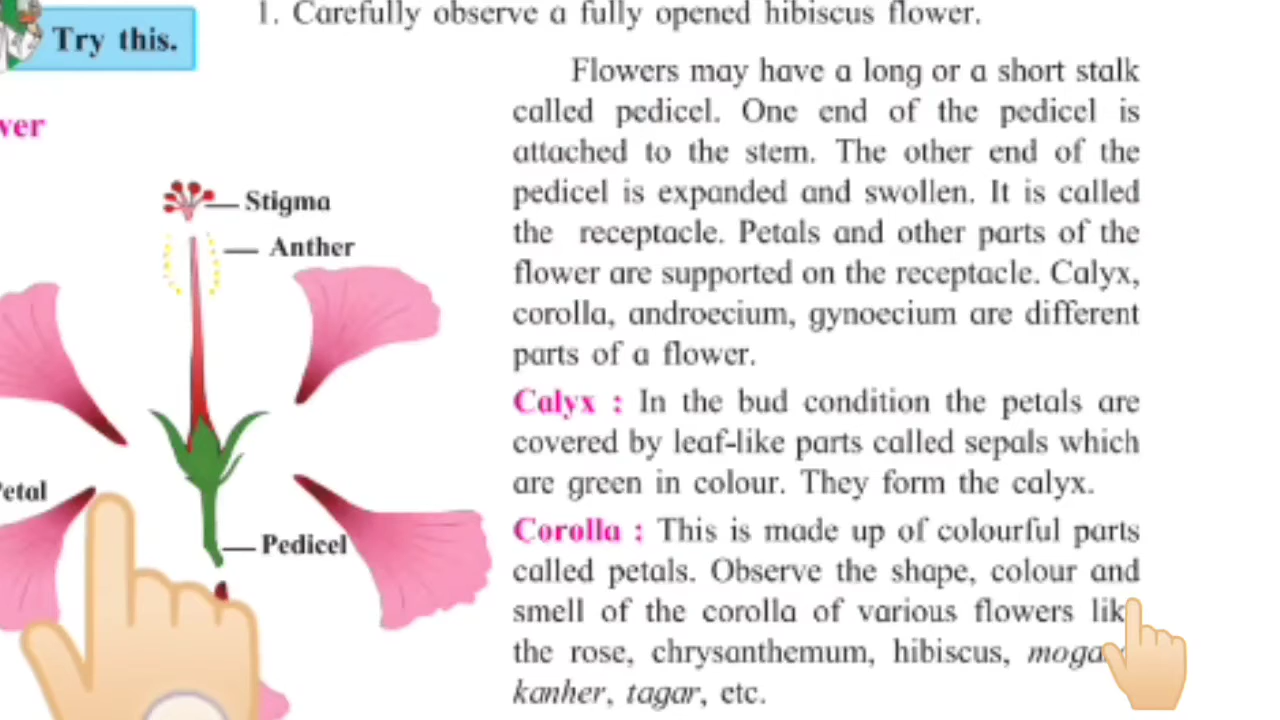 1. Carefully observe a fully opened hibiscus flower.
Try this.
Flowers may have a long or a short stalk
called pedicel. One end of the pedicel is
attached to the stem. The other end of the
pedicel is expanded and swollen. It is called
the receptacle. Petals and other parts of the
flower are supported on the receptacle. Calyx,
corolla, androecium, gynoecium are different
parts of a flower.
Calyx : In the bud condition the petals are
covered by leaf-like parts called sepals which
are green in colour. They form the calyx.
Corolla : This is made up of colourful parts
called petals. Observe the shape, colour and
smell of the corolla of various flowers
the rose, chrysanthemum, hibiscus,
kanher, tagar, etc.
Stigma
Anther
Pedicel